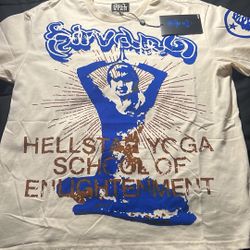 HELLSTAR YOGA
SCHOOL OF
ENLIGHTENMENT